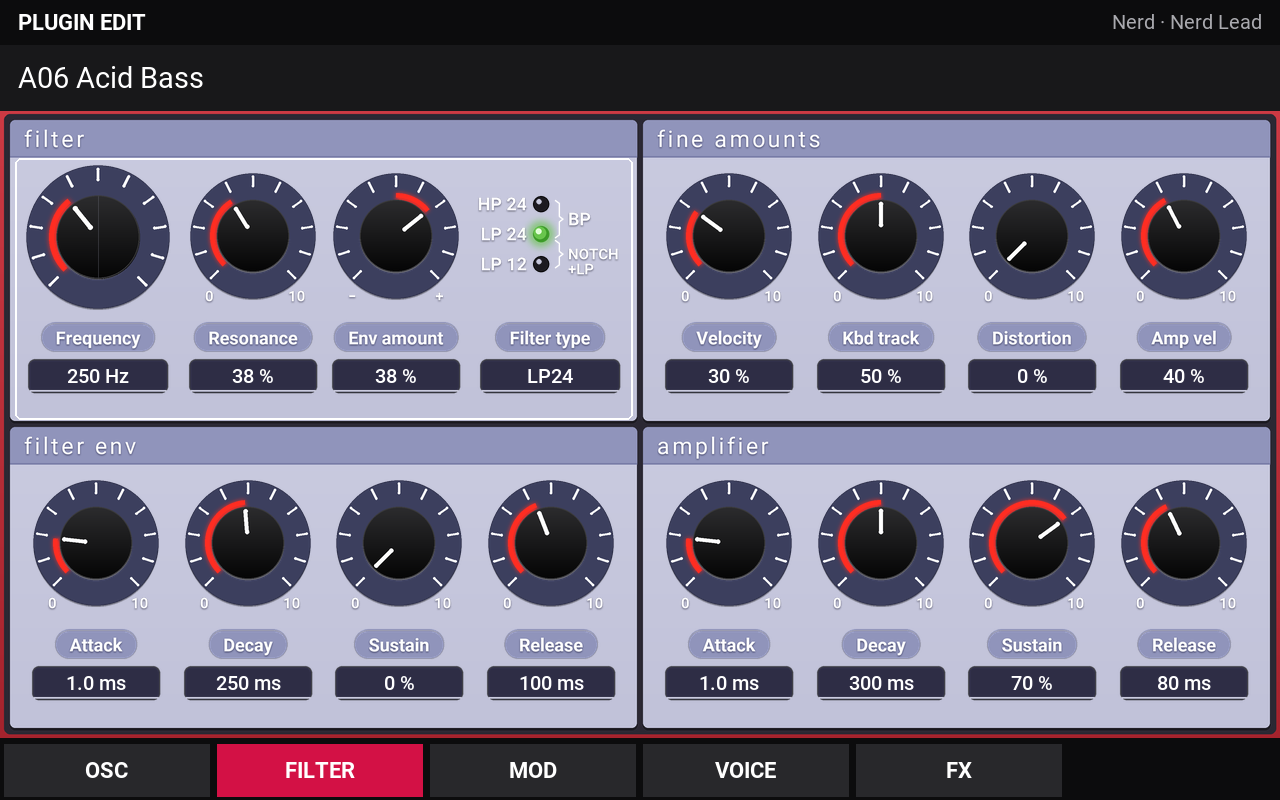 PLUGIN EDIT
Nerd · Nerd Lead
A06 Acid Bass
filter
HP 24
LP 24
LP 12
BP
NOTCH
+LP
0 10
− +
Frequency Resonance Env amount Filter type
250 Hz 38 % 38 % LP24
fine amounts
0 10 0 10 0 10 0 10
Velocity Kbd track Distortion Amp vel
30 % 50 % 0 % 40 %
filter env
0 10 0 10 0 10 0 10
Attack Decay Sustain Release
1.0 ms 250 ms 0 % 100 ms
amplifier
0 10 0 10 0 10 0 10
Attack Decay Sustain Release
1.0 ms 300 ms 70 % 80 ms
OSC FILTER MOD VOICE FX